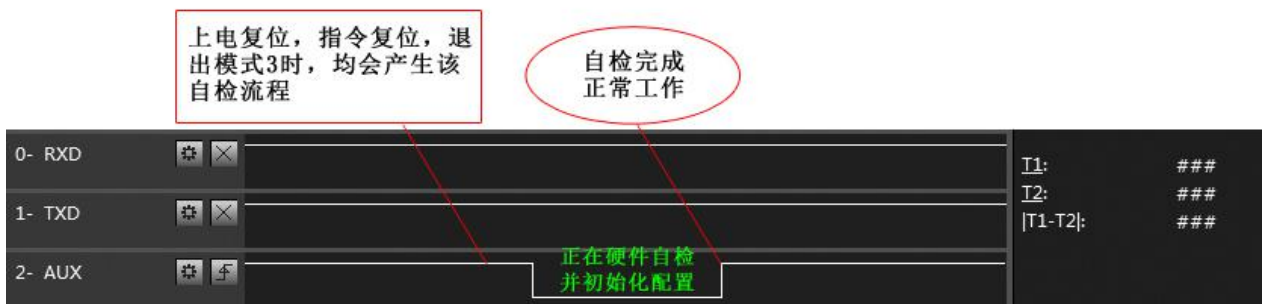 上电复位，指令复位，退
出模式3时，均会产生该
自检流程
自检完成
正常工作
0- RXD
T1: ###
T2: ###
1- TXD
|T1-T2|: ###
2- AUX
正在硬件自检
并初始化配置